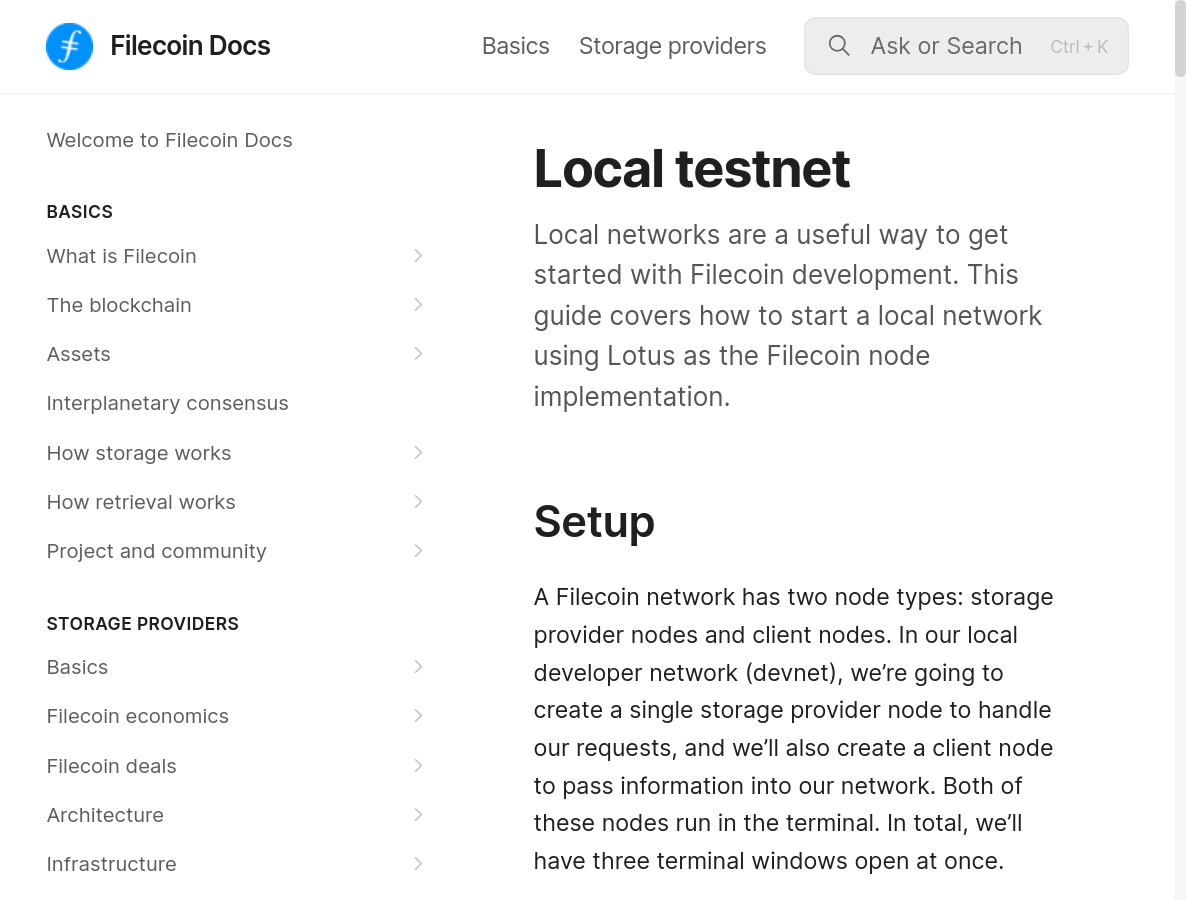 Filecoin Docs
Basics
Storage providers
Ask or Search
Ctrl + K
Welcome to Filecoin Docs
BASICS
What is Filecoin
The blockchain
Assets
Interplanetary consensus
How storage works
How retrieval works
Project and community
STORAGE PROVIDERS
Basics
Filecoin economics
Filecoin deals
Architecture
Infrastructure
Local testnet
Local networks are a useful way to get
started with Filecoin development. This
guide covers how to start a local network
using Lotus as the Filecoin node
implementation.
Setup
A Filecoin network has two node types: storage
provider nodes and client nodes. In our local
developer network (devnet), we’re going to
create a single storage provider node to handle
our requests, and we’ll also create a client node
to pass information into our network. Both of
these nodes run in the terminal. In total, we’ll
have three terminal windows open at once.